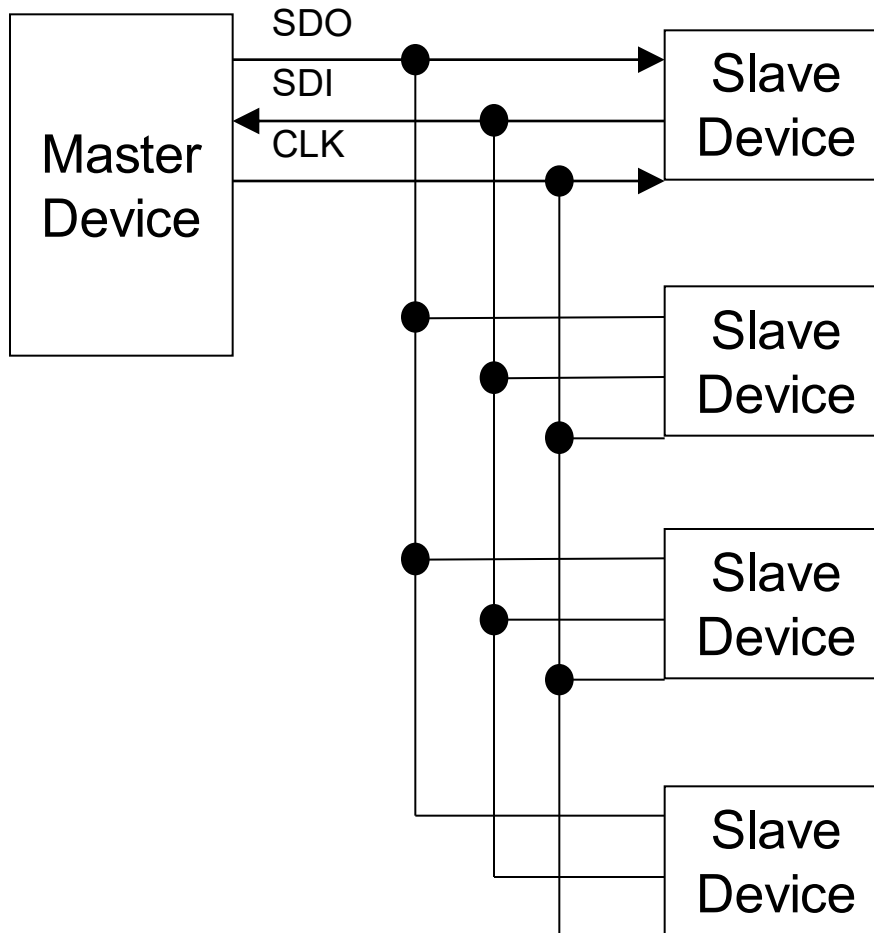 SDO
SDI
CLK
Master
Device
Slave
Device
Slave
Device
Slave
Device
Slave
Device